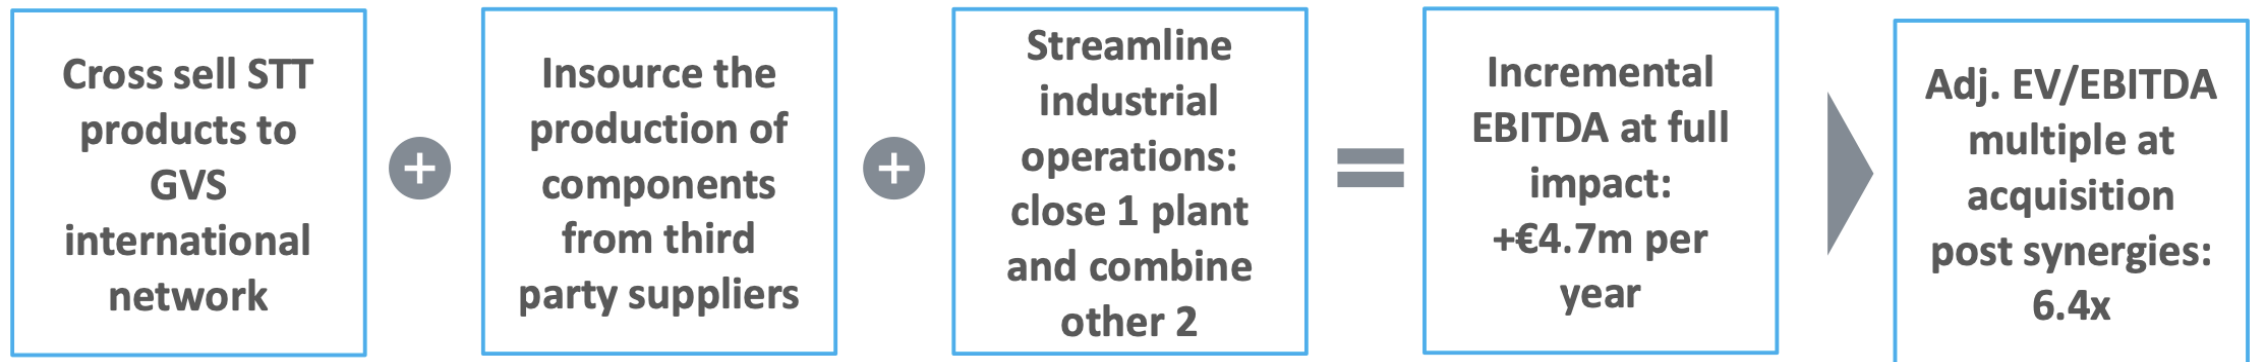 Cross sell STT
products to
GVS
international
network
+
Insource the
production of
components
from third
party suppliers
+
Streamline
industrial
operations:
close 1 plant
and combine
other 2
=
Incremental
EBITDA at full
impact:
+€4.7m per
year
Adj. EV/EBITDA
multiple at
acquisition
post synergies:
6.4x